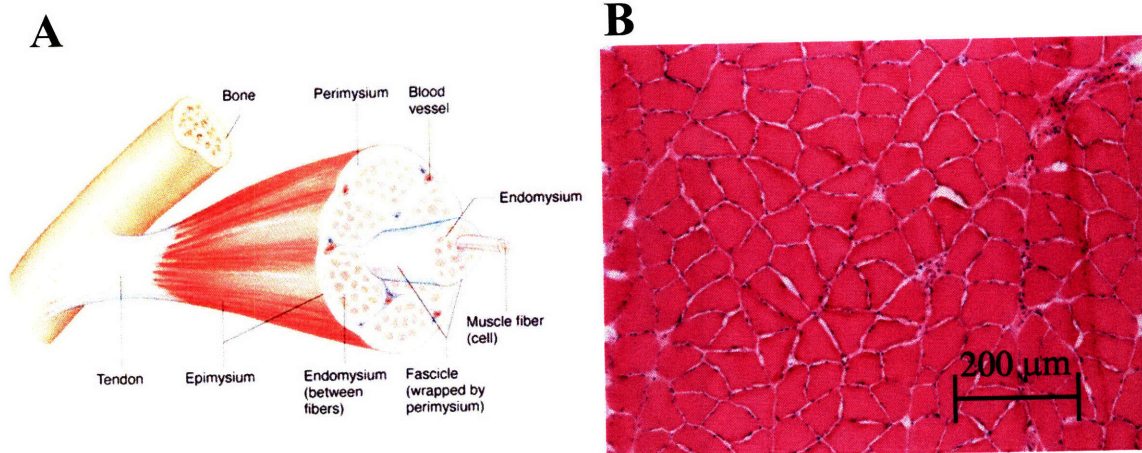 A
B
Bone
Perimysium
Blood
vessel
Endomysium
Muscle fiber
(cell)
Tendon
Epimysium
Endomysium
(between
fibers)
Fascicle
(wrapped by
perimysium)
200 µm